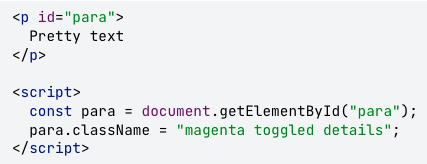 <p id="para">
  Pretty text
</p>

<script>
  const para = document.getElementById("para");
  para.className = "magenta toggled details";
</script>